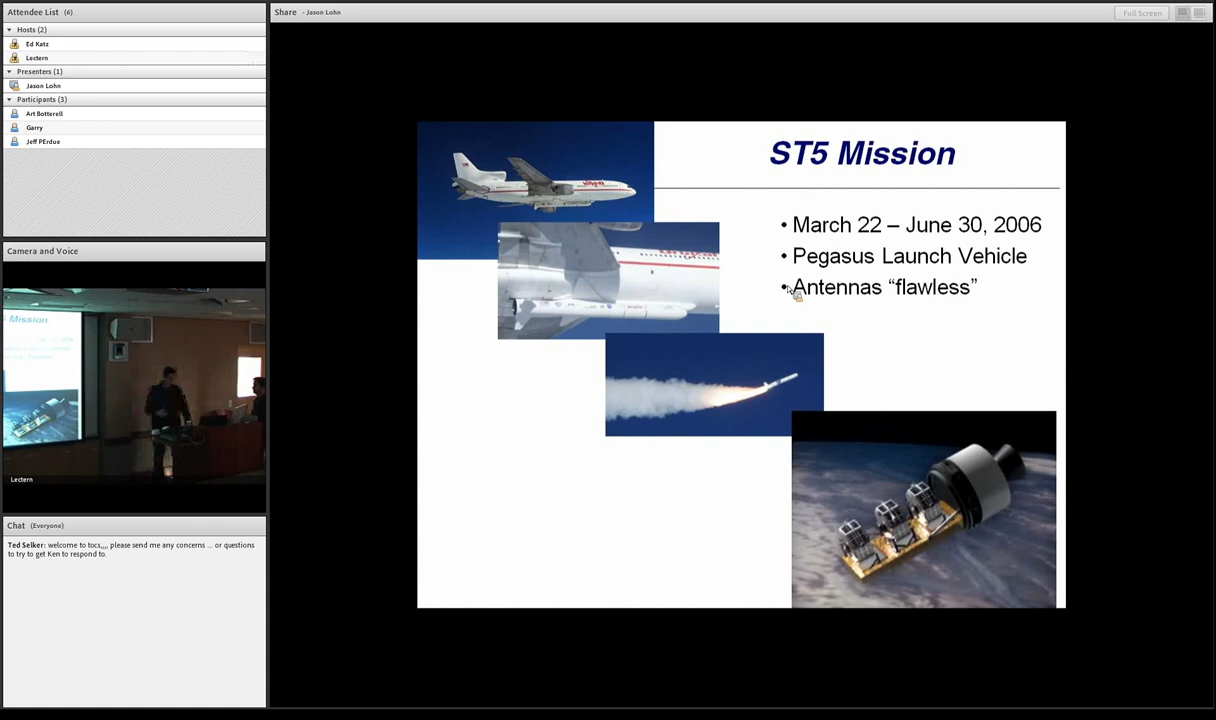 Attendee List (6)
Hosts (2)
Ed Katz
Lectern
Presenters (1)
Jason Lohn
Participants (3)
Art Botterell
Garry
Jeff PErdue
Camera and Voice
Lectern
Chat (Everyone)
Ted Selker: welcome to tocs,,,, please send me any concerns ... or questions
to try to get Ken to respond to.
Share - Jason Lohn
Full Screen
ST5 Mission
• March 22 – June 30, 2006
• Pegasus Launch Vehicle
• Antennas “flawless”